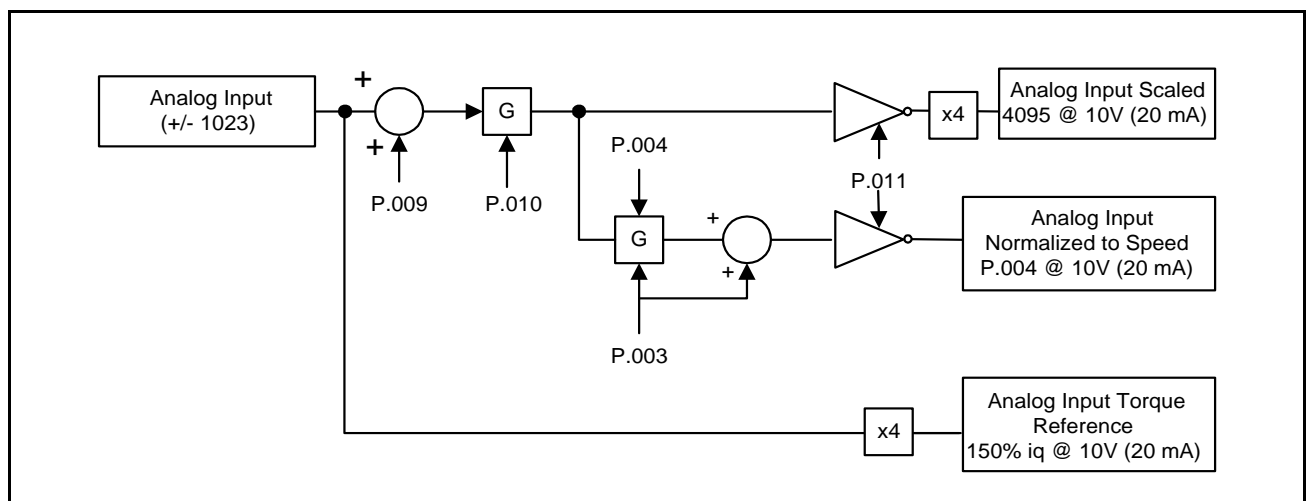 Analog Input
(+/- 1023)
+
+
P.009
G
P.010
x4
Analog Input Scaled
4095 @ 10V (20 mA)
P.004
P.011
G
+
+
P.003
Analog Input
Normalized to Speed
P.004 @ 10V (20 mA)
x4
Analog Input Torque
Reference
150% iq @ 10V (20 mA)